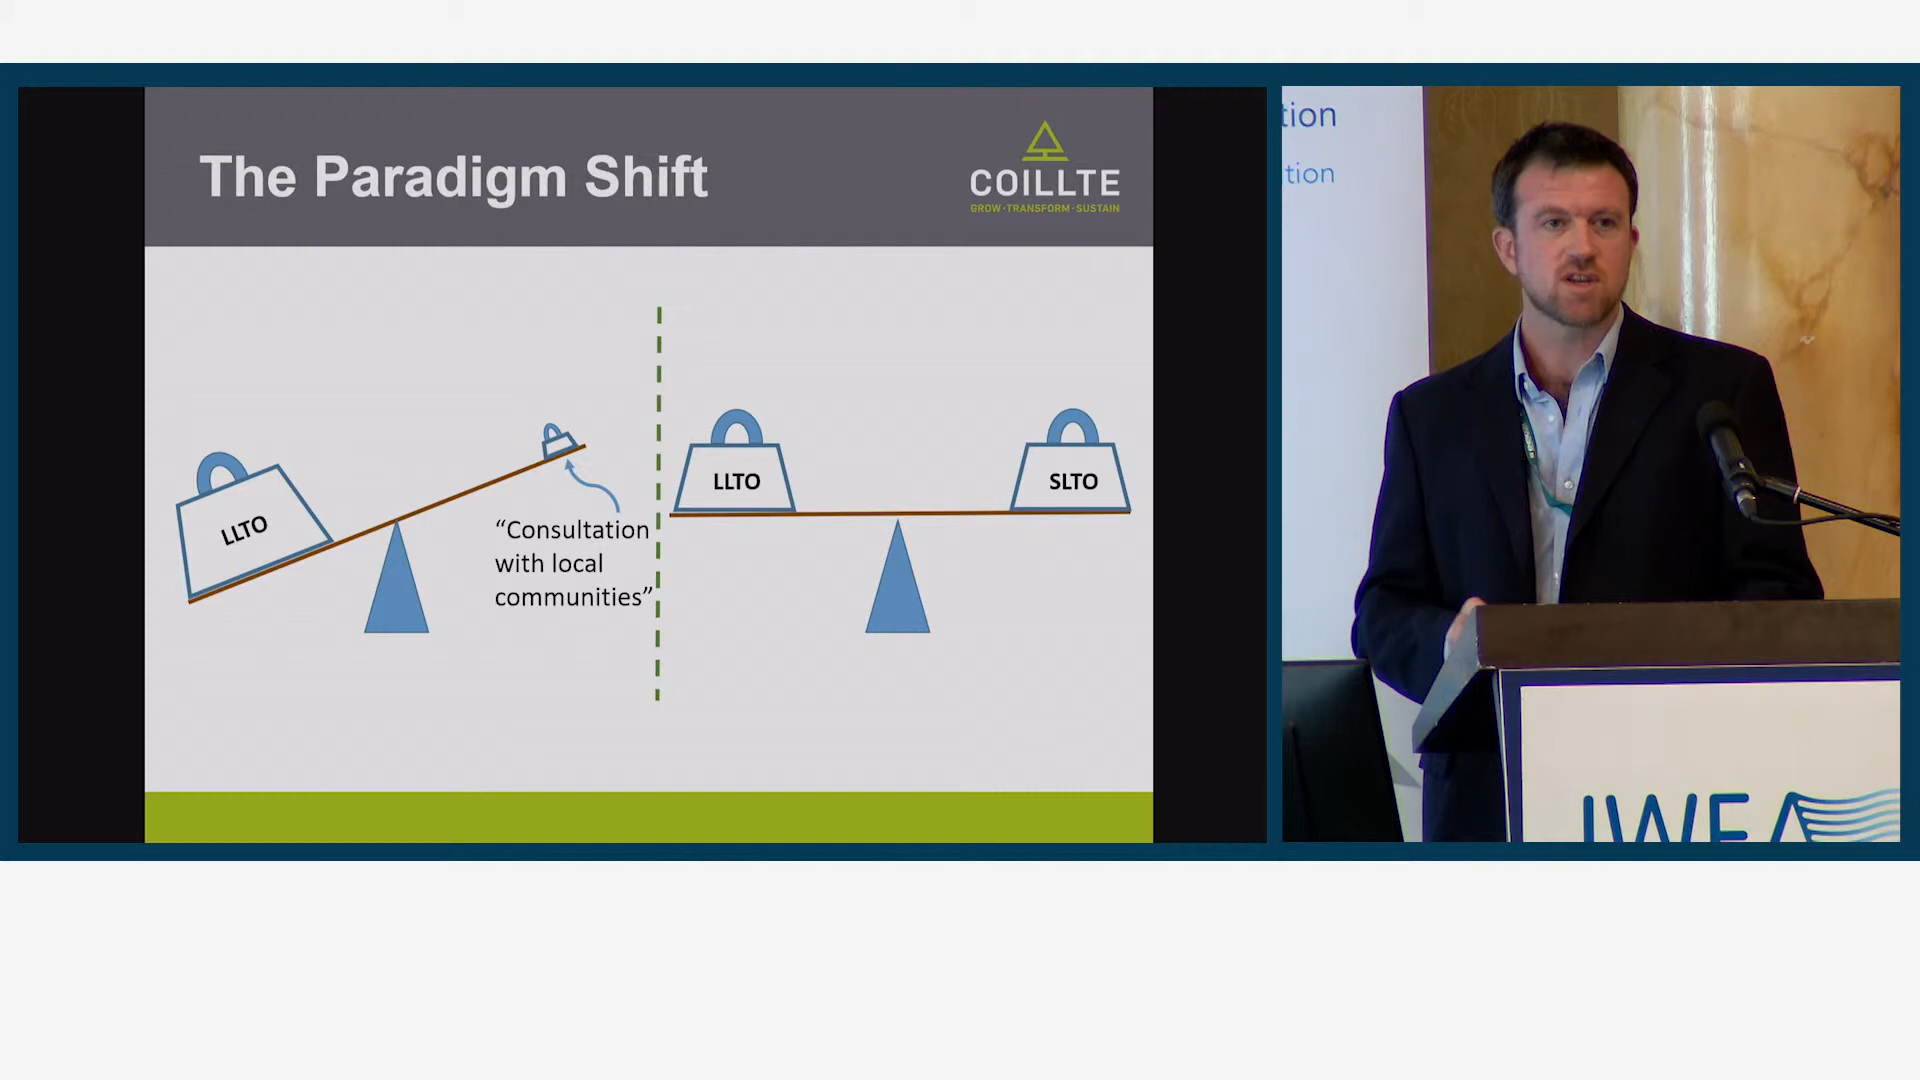 The Paradigm Shift
COILLTE
GROW·TRANSFORM·SUSTAIN
LLTO
“Consultation
with local
communities”
LLTO
SLTO
tion
tion
IWEA